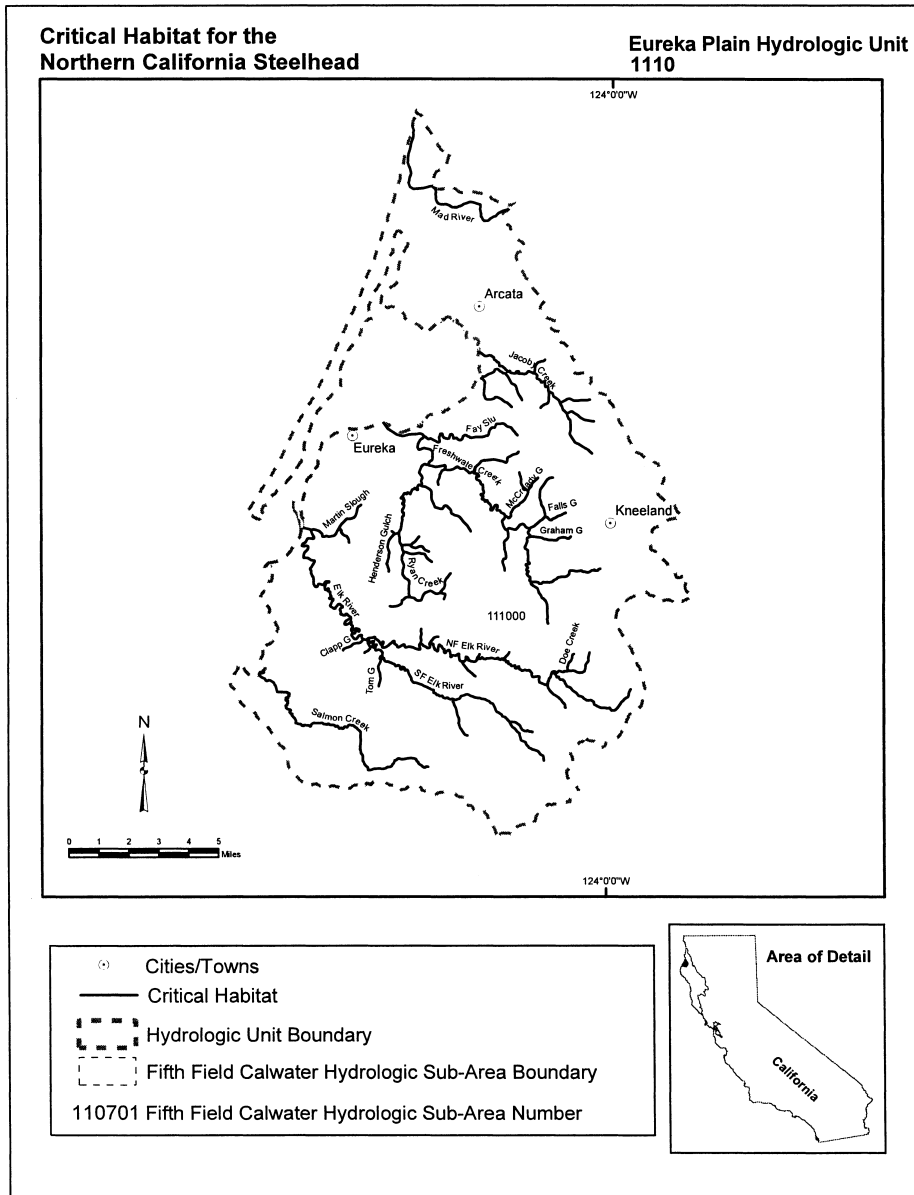 Critical Habitat for the
Northern California Steelhead
Eureka Plain Hydrologic Unit
1110
124°0'0"W
Mad River
Arcata
Jacoby Creek
Fay Slu
Eureka
Freshwater Creek
McCready G
Falls G
Kneeland
Graham G
Martin Slough
Henderson Gulch
Ryan Creek
111000
Elk River
Clapp G
NF Elk River
Doe Creek
Tom G
SF Elk River
Salmon Creek
N
0 1 2 3 4 5
Miles
124°0'0"W
Cities/Towns
Critical Habitat
Hydrologic Unit Boundary
Fifth Field Calwater Hydrologic Sub-Area Boundary
110701 Fifth Field Calwater Hydrologic Sub-Area Number
Area of Detail
California